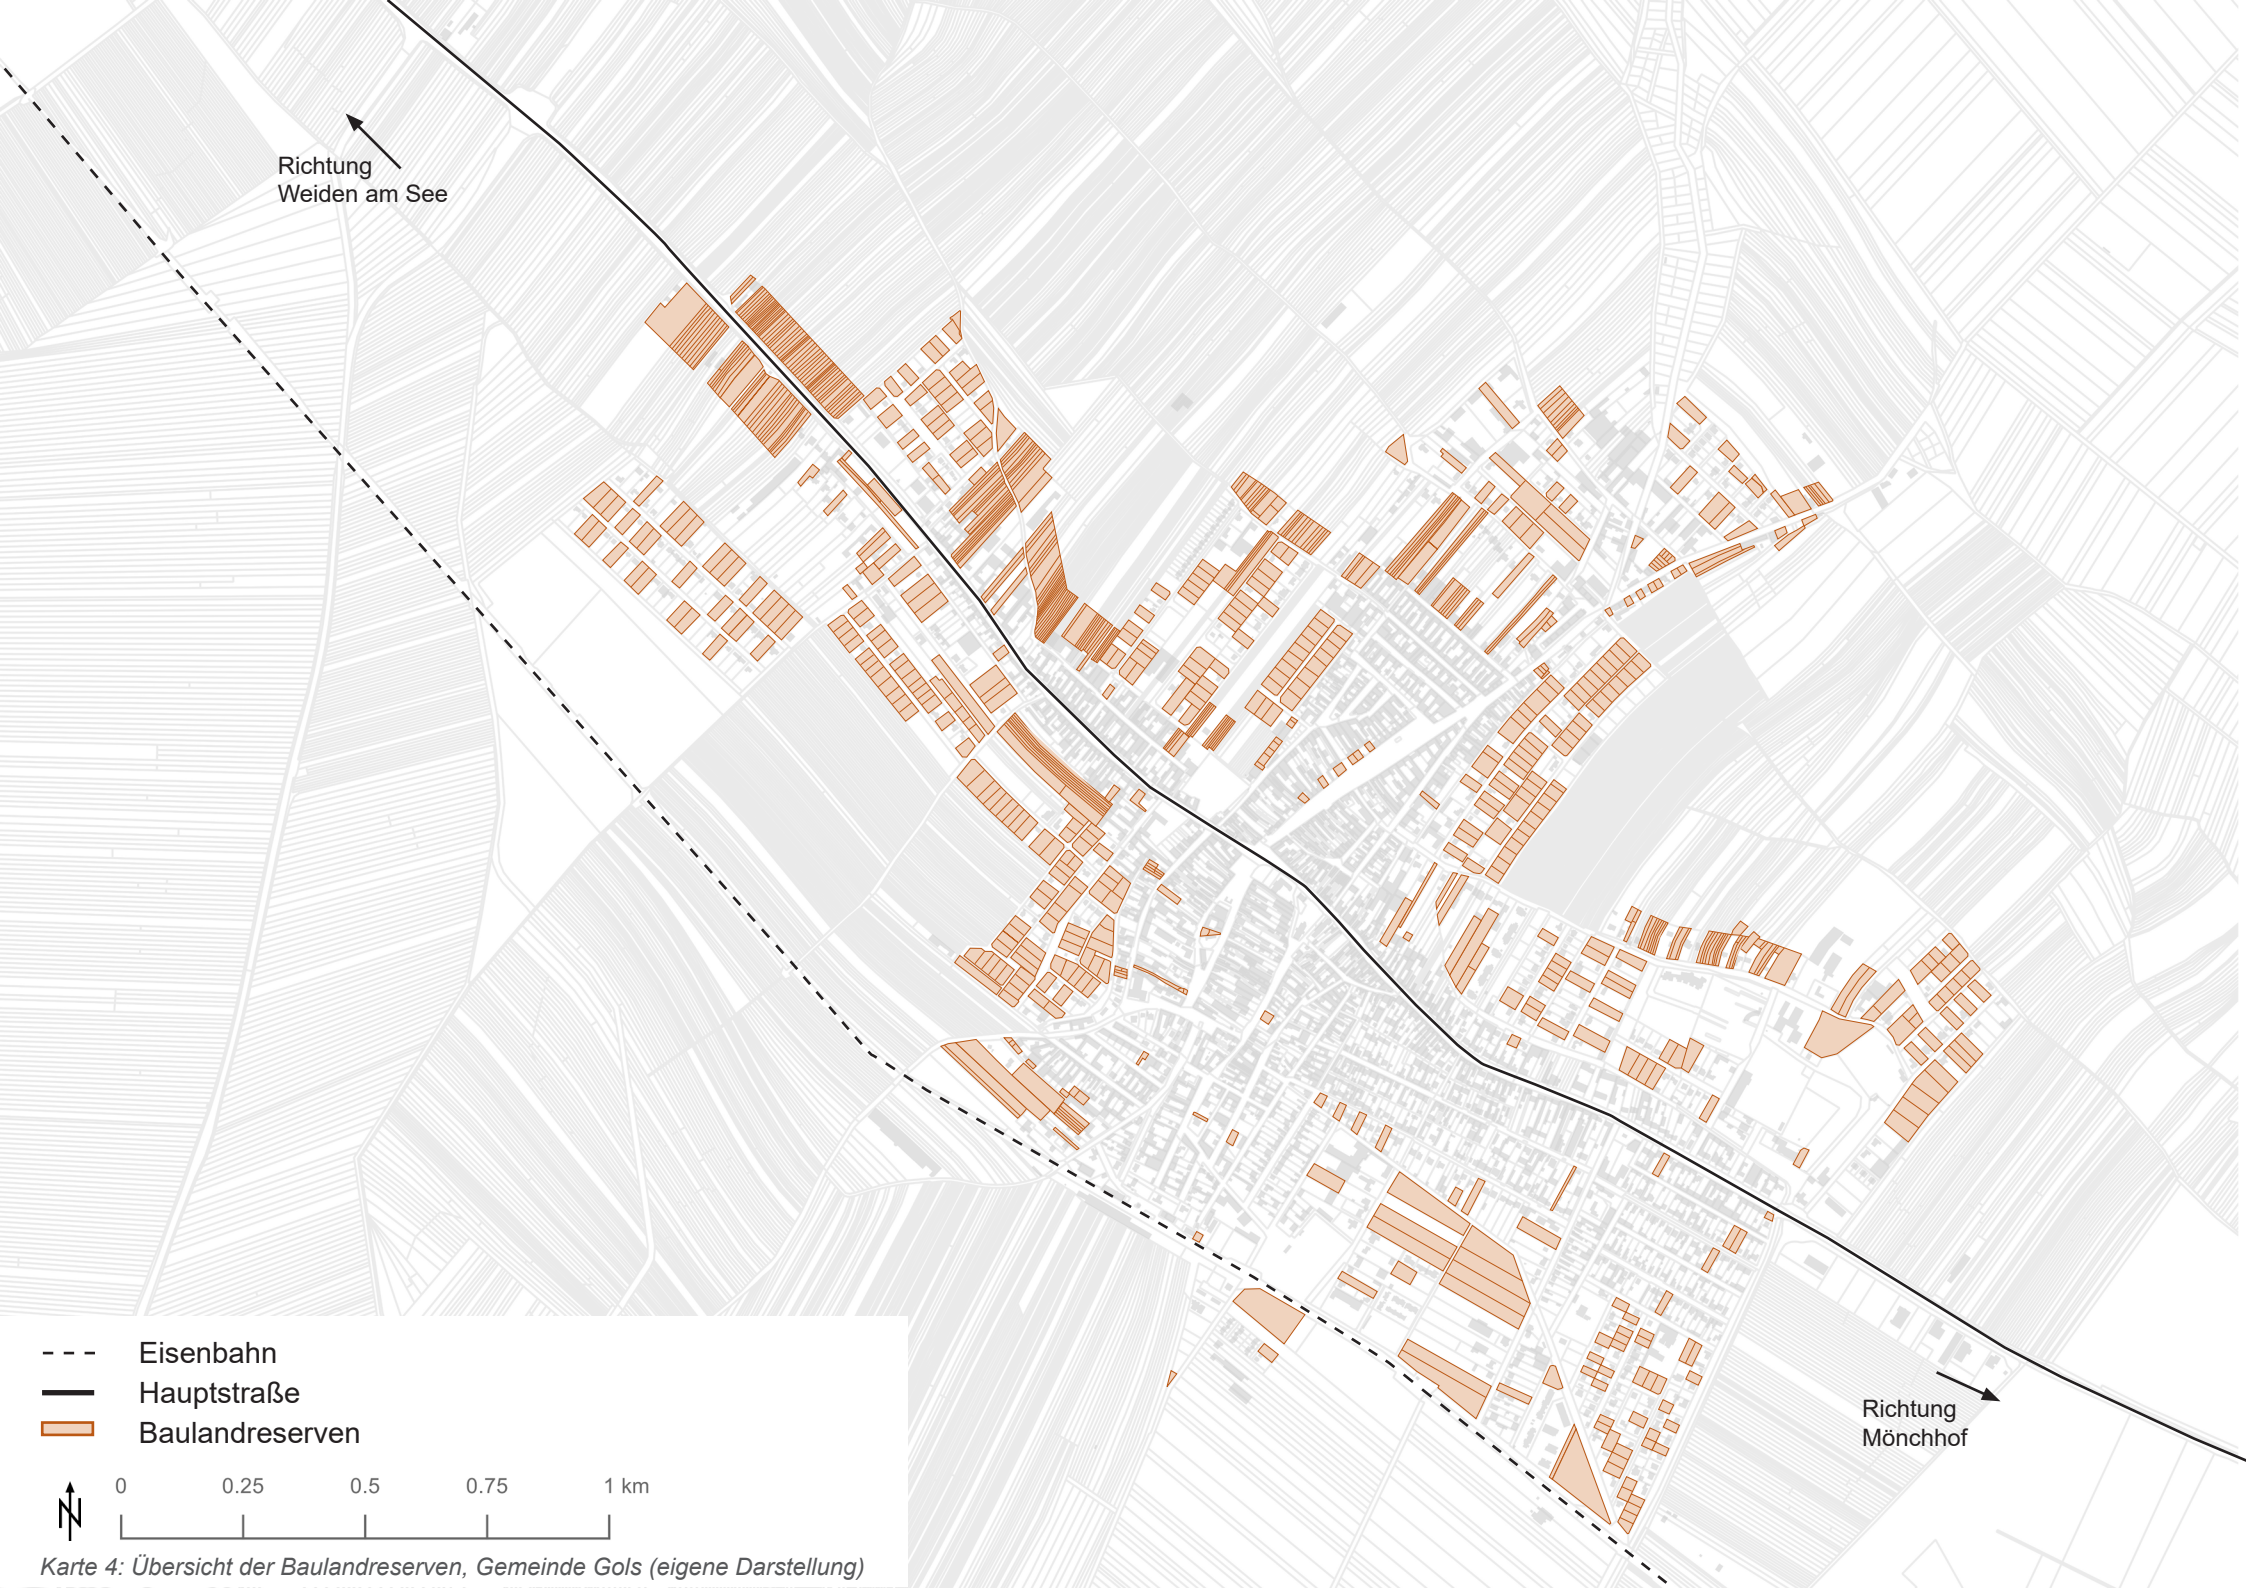 Richtung
Weiden am See
Richtung
Mönchhof
Eisenbahn
Hauptstraße
Baulandreserven
0 0.25 0.5 0.75 1 km
N
Karte 4: Übersicht der Baulandreserven, Gemeinde Gols (eigene Darstellung)